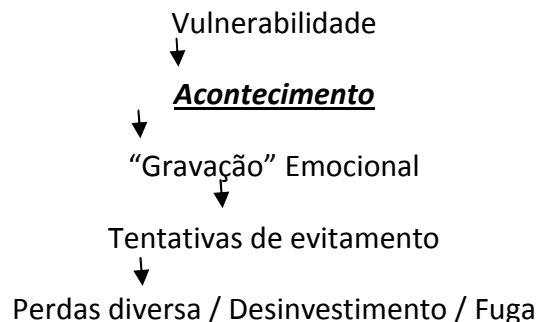 Vulnerabilidade
Acontecimento
“Gravação” Emocional
Tentativas de evitamento
Perdas diversa / Desinvestimento / Fuga